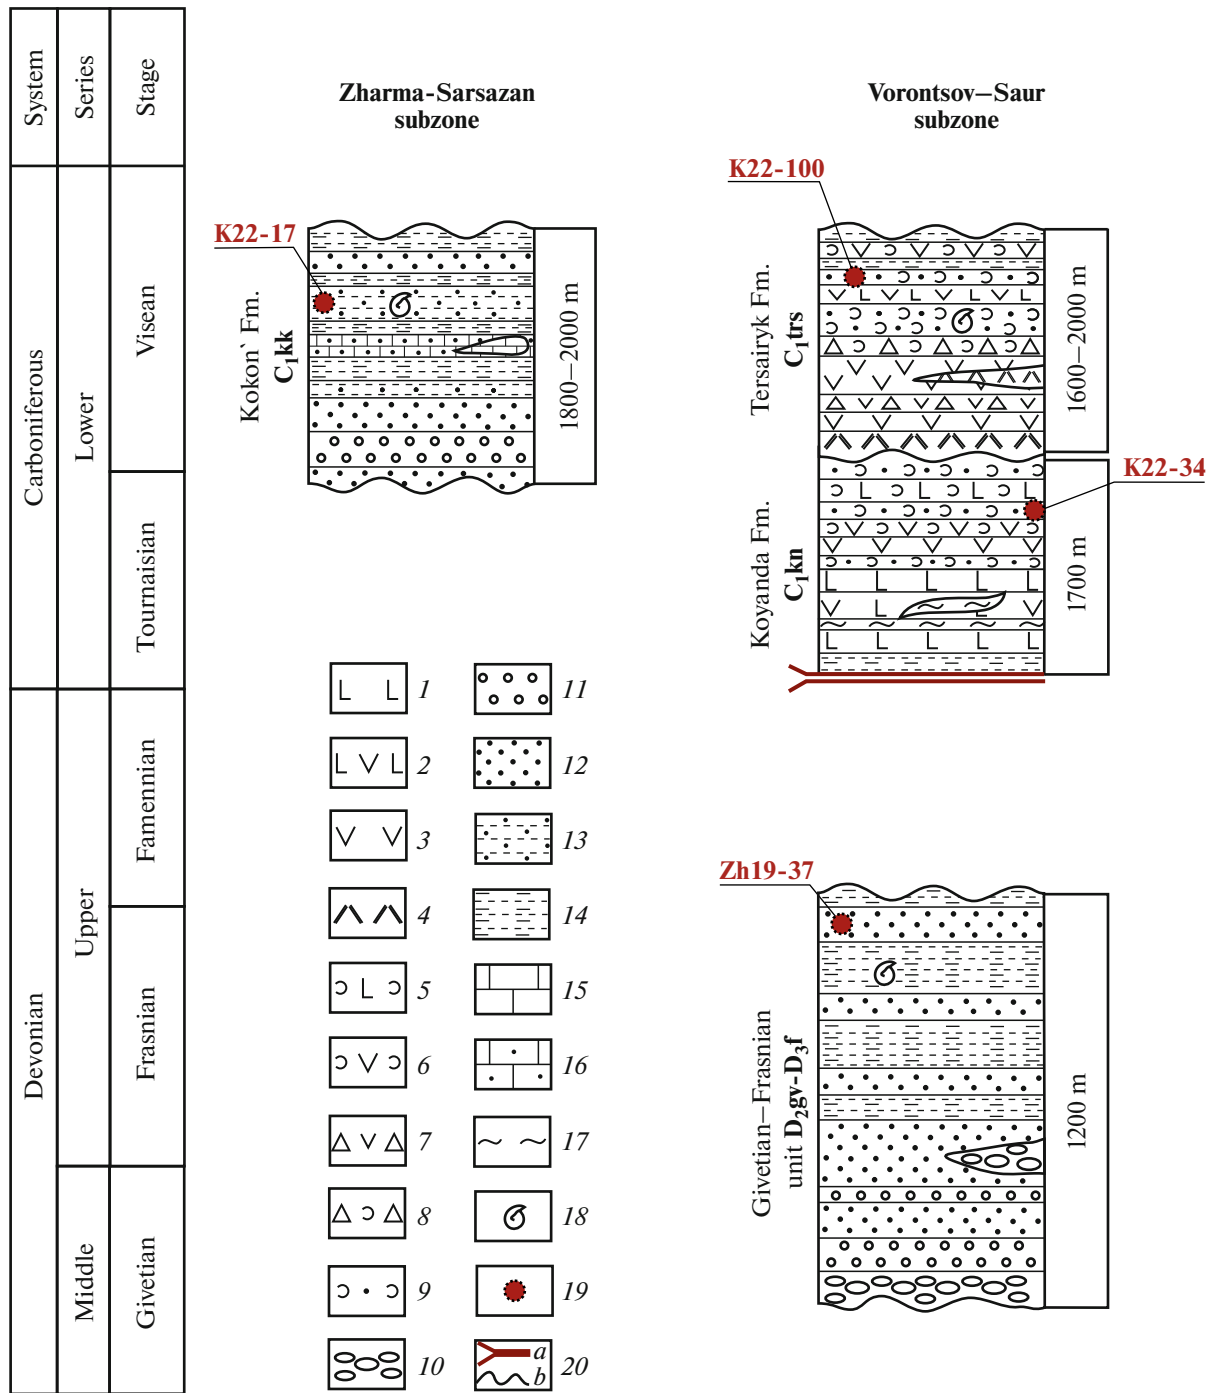 System
Series
Stage
Carboniferous
Lower
Visean
Tournaisian
Devonian
Upper
Famennian
Frasnian
Middle
Givetian
Zharma-Sarsazan
subzone
K22-17
Kokon` Fm.
C₁kk
1800–2000 m
Vorontsov–Saur
subzone
K22-100
Tersairyk Fm.
C₁trs
1600–2000 m
K22-34
Koyanda Fm.
C₁kn
1700 m
Zh19-37
Givetian–Frasnian
unit D₂gv-D₃f
1200 m
1
2
3
4
5
6
7
8
9
10
11
12
13
14
15
16
17
18
19
a
b
20